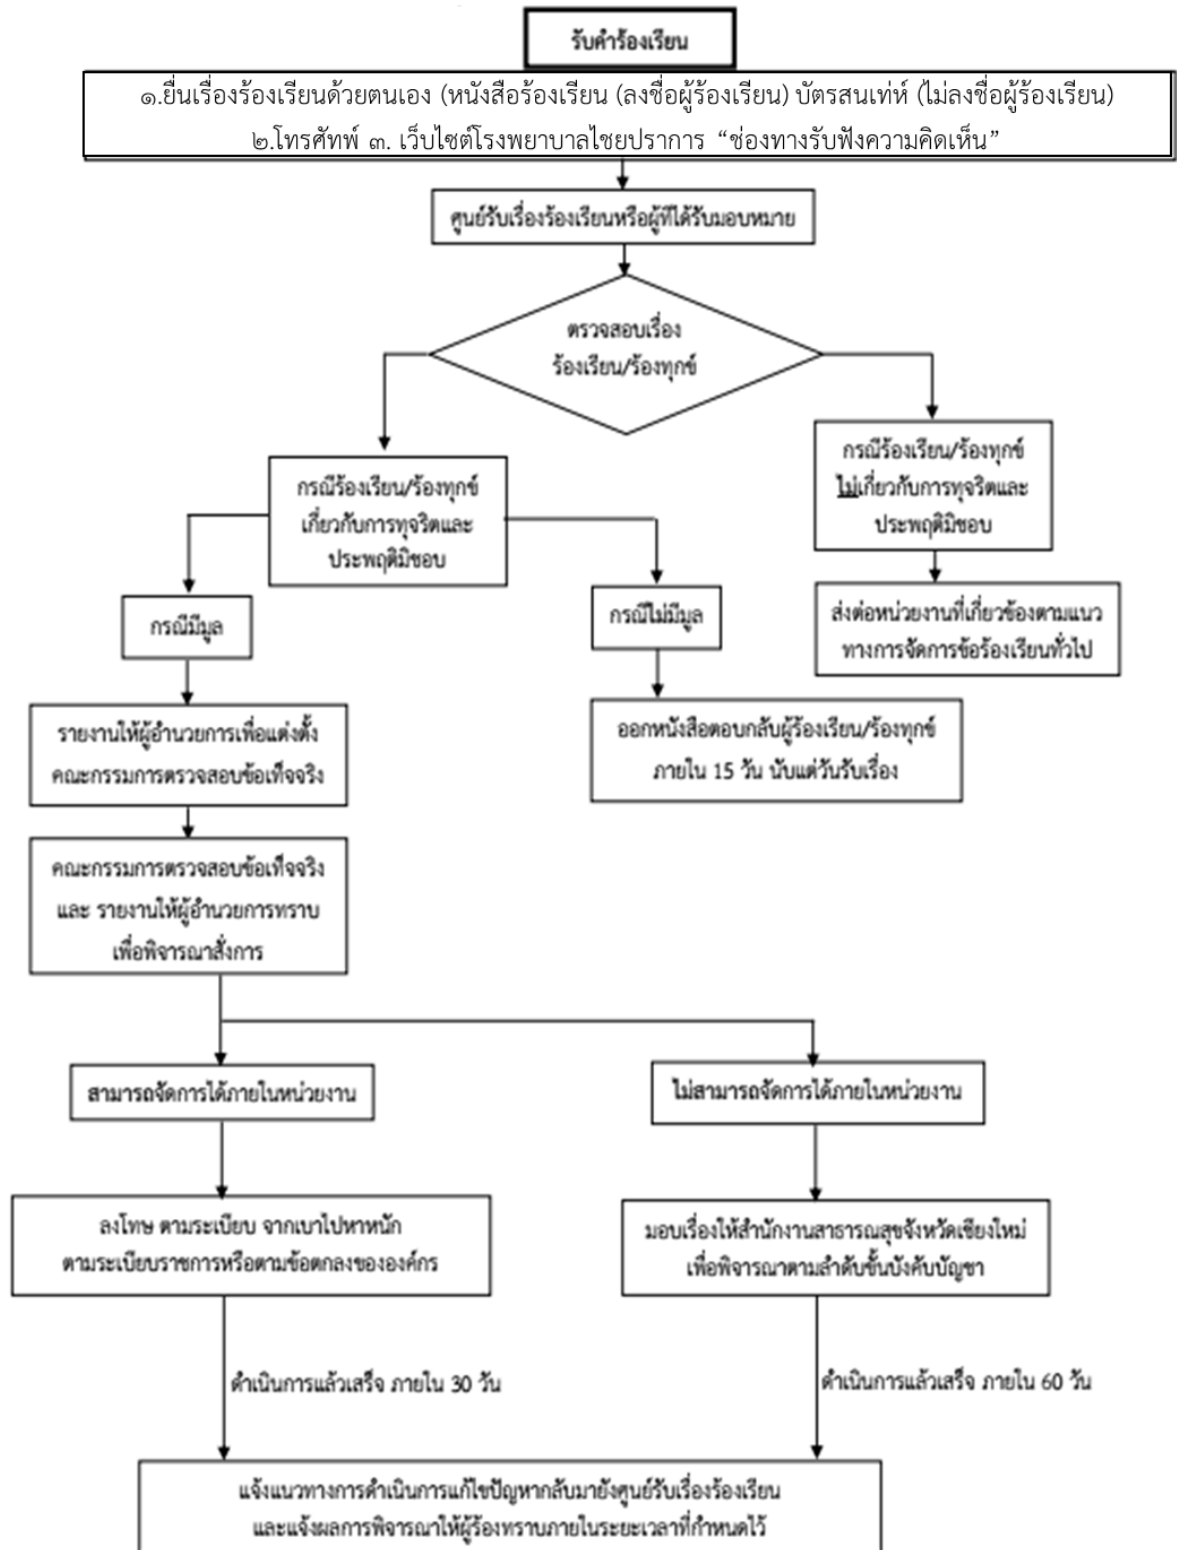 รับคำร้องเรียน
๑.ยื่นเรื่องร้องเรียนด้วยตนเอง (หนังสือร้องเรียน (ลงชื่อผู้ร้องเรียน) บัตรสนเท่ห์ (ไม่ลงชื่อผู้ร้องเรียน)
๒.โทรศัทพ์ ๓. เว็บไซต์โรงพยาบาลไชยปราการ “ช่องทางรับฟังความคิดเห็น”
ศูนย์รับเรื่องร้องเรียนหรือผู้ที่ได้รับมอบหมาย
ตรวจสอบเรื่อง
ร้องเรียน/ร้องทุกข์
กรณีร้องเรียน/ร้องทุกข์
ไม่เกี่ยวกับการทุจริตและ
ประพฤติมิชอบ
กรณีร้องเรียน/ร้องทุกข์
เกี่ยวกับการทุจริตและ
ประพฤติมิชอบ
ส่งต่อหน่วยงานที่เกี่ยวข้องตามแนว
ทางการจัดการข้อร้องเรียนทั่วไป
กรณีมีมูล
กรณีไม่มีมูล
รายงานให้ผู้อำนวยการเพื่อแต่งตั้ง
คณะกรรมการตรวจสอบข้อเท็จจริง
ออกหนังสือตอบกลับผู้ร้องเรียน/ร้องทุกข์
ภายใน 15 วัน นับแต่วันรับเรื่อง
คณะกรรมการตรวจสอบข้อเท็จจริง
และ รายงานให้ผู้อำนวยการทราบ
เพื่อพิจารณาสั่งการ
สามารถจัดการได้ภายในหน่วยงาน
ไม่สามารถจัดการได้ภายในหน่วยงาน
ลงโทษ ตามระเบียบ จากเบาไปหาหนัก
ตามระเบียบราชการหรือตามข้อตกลงขององค์กร
มอบเรื่องให้สำนักงานสาธารณสุขจังหวัดเชียงใหม่
เพื่อพิจารณาตามลำดับขั้นบังคับบัญชา
ดำเนินการแล้วเสร็จ ภายใน 30 วัน
ดำเนินการแล้วเสร็จ ภายใน 60 วัน
แจ้งแนวทางการดำเนินการแก้ไขปัญหากลับมายังศูนย์รับเรื่องร้องเรียน
และแจ้งผลการพิจารณาให้ผู้ร้องทราบภายในระยะเวลาที่กำหนดไว้